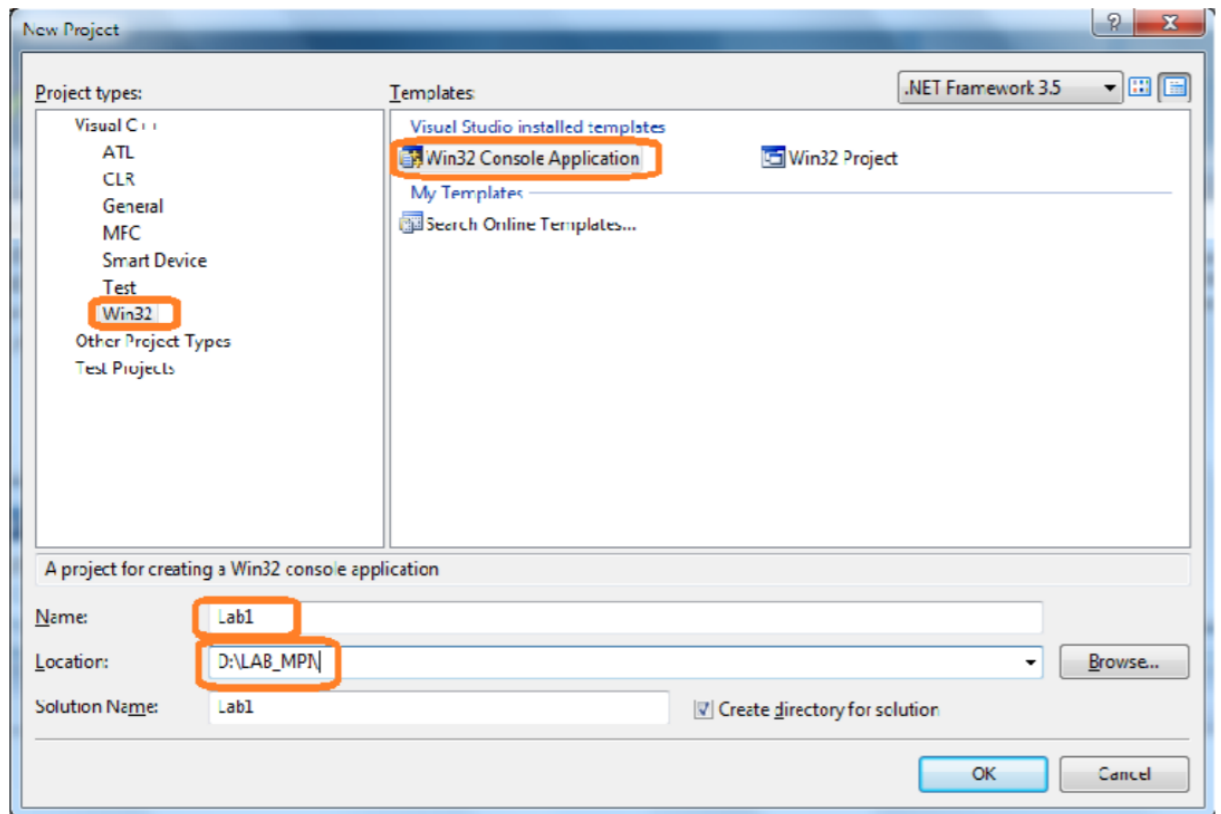 New Project
Project types:
Templates:
.NET Framework 3.5
Visual C++
ATL
CLR
General
MFC
Smart Device
Test
Win32
Other Project Types
Test Projects
Visual Studio installed templates
Win32 Console Application
Win32 Project
My Templates
Search Online Templates...
A project for creating a Win32 console application
Name:
Lab1
Location:
Browse...
Solution Name:
Lab1
Create directory for solution
OK
Cancel